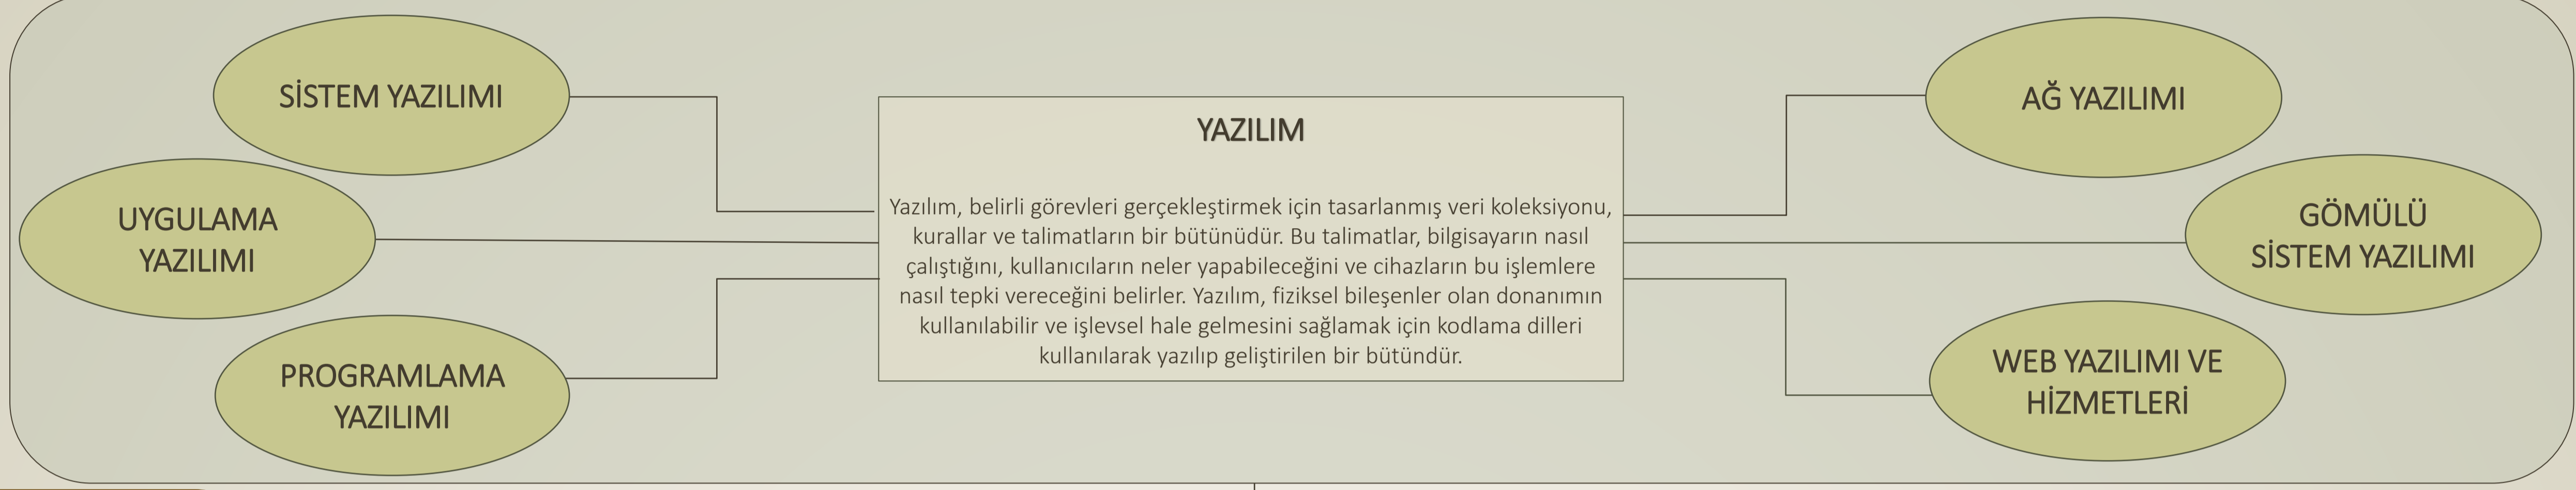 SİSTEM YAZILIMI
UYGULAMA
YAZILIMI
PROGRAMLAMA
YAZILIMI
YAZILIM
Yazılım, belirli görevleri gerçekleştirmek için tasarlanmış veri koleksiyonu,
kurallar ve talimatların bir bütünüdür. Bu talimatlar, bilgisayarın nasıl
çalıştığını, kullanıcıların neler yapabileceğini ve cihazların bu işlemlere
nasıl tepki vereceğini belirler. Yazılım, fiziksel bileşenler olan donanımın
kullanılabilir ve işlevsel hale gelmesini sağlamak için kodlama dilleri
kullanılarak yazılıp geliştirilen bir bütündür.
AĞ YAZILIMI
GÖMÜLÜ
SİSTEM YAZILIMI
WEB YAZILIMI VE
HİZMETLERİ